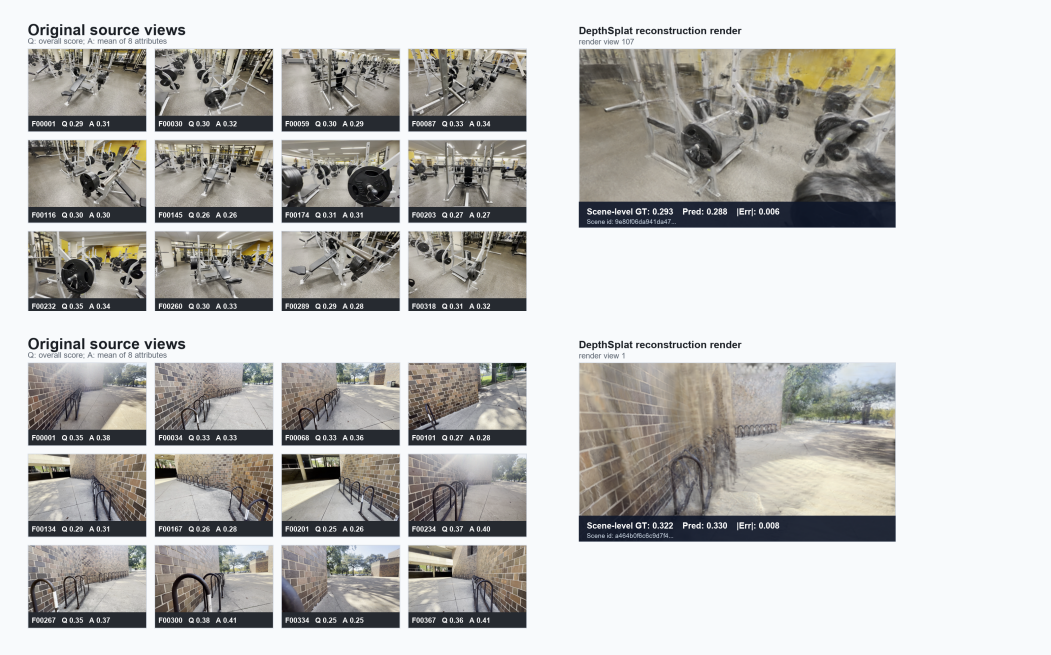 Original source views
Q: overall score; A: mean of 8 attributes
F00001 Q 0.29 A 0.31
F00030 Q 0.30 A 0.32
F00059 Q 0.30 A 0.29
F00087 Q 0.33 A 0.34
F00116 Q 0.30 A 0.30
F00145 Q 0.26 A 0.26
F00174 Q 0.31 A 0.31
F00203 Q 0.27 A 0.27
F00232 Q 0.35 A 0.34
F00260 Q 0.30 A 0.33
F00289 Q 0.29 A 0.28
F00318 Q 0.31 A 0.32
DepthSplat reconstruction render
render view 107
Scene-level GT: 0.293 Pred: 0.288 |Err|: 0.006
Scene id: 9e80f06da941da47...
Original source views
Q: overall score; A: mean of 8 attributes
F00001 Q 0.35 A 0.38
F00034 Q 0.33 A 0.33
F00068 Q 0.33 A 0.36
F00101 Q 0.27 A 0.28
F00134 Q 0.29 A 0.31
F00167 Q 0.26 A 0.28
F00201 Q 0.25 A 0.26
F00234 Q 0.37 A 0.40
F00267 Q 0.35 A 0.37
F00300 Q 0.38 A 0.41
F00334 Q 0.25 A 0.25
F00367 Q 0.36 A 0.41
DepthSplat reconstruction render
render view 1
Scene-level GT: 0.322 Pred: 0.330 |Err|: 0.008
Scene id: a464b0f6c6c9d7f4...